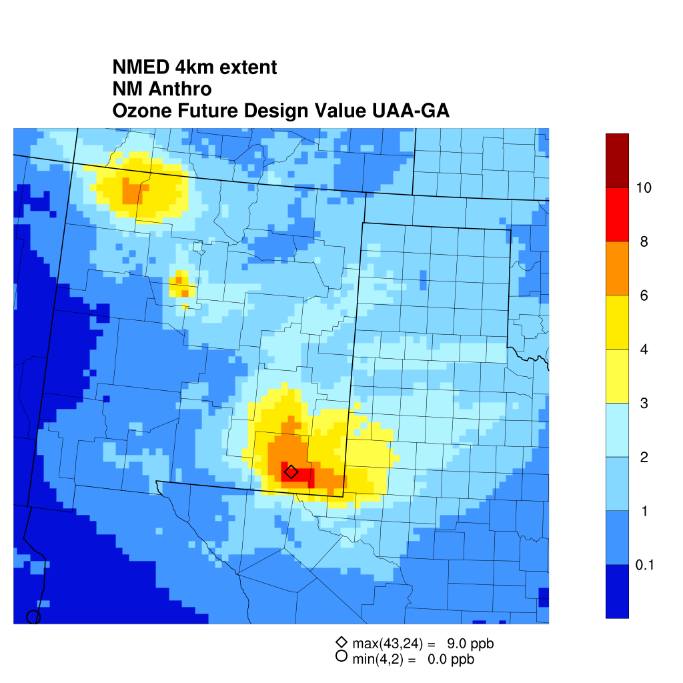 NMED 4km extent
NM Anthro
Ozone Future Design Value UAA-GA
10
8
6
4
3
2
1
0.1
max(43,24) = 9.0 ppb
min(4,2) = 0.0 ppb